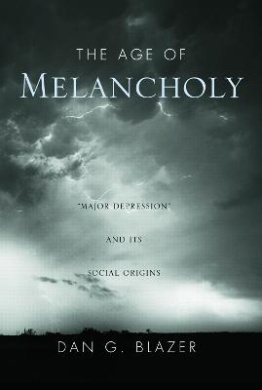 THE AGE OF
MELANCHOLY
"MAJOR DEPRESSION"
AND ITS
SOCIAL ORIGINS
DAN G. BLAZER